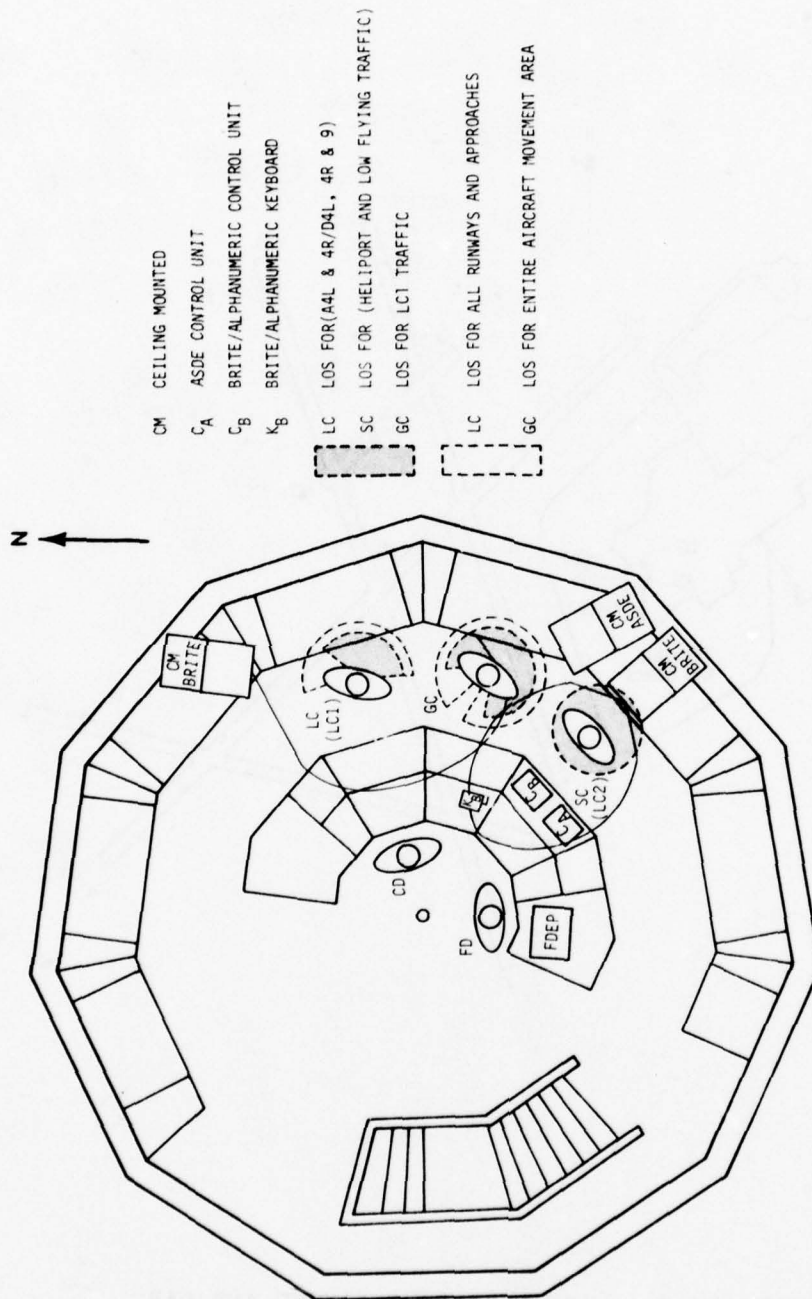 N
CM CEILING MOUNTED
C A ASDE CONTROL UNIT
C B BRITE/ALPHANUMERIC CONTROL UNIT
K B BRITE/ALPHANUMERIC KEYBOARD
LC LOS FOR(A4L & 4R/D4L, 4R & 9)
SC LOS FOR (HELIPORT AND LOW FLYING TRAFFIC)
GC LOS FOR LC1 TRAFFIC
LC LOS FOR ALL RUNWAYS AND APPROACHES
GC LOS FOR ENTIRE AIRCRAFT MOVEMENT AREA
CM
BRITE
LC
(LC1)
GC
CM
ASDE
CM
BRITE
SC
(LC2)
K B
C B
C A
CD
FD
FDEP